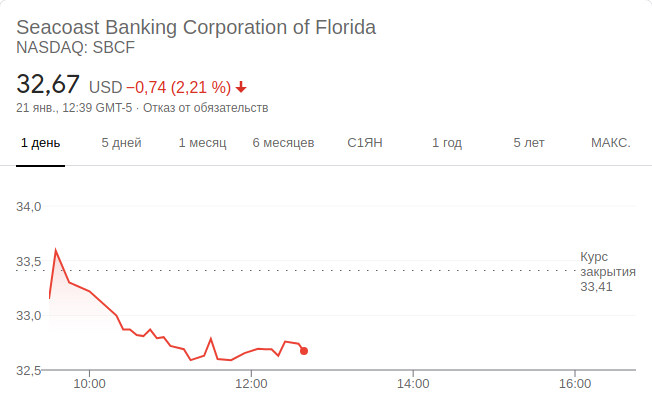 Seacoast Banking Corporation of Florida
NASDAQ: SBCF
32,67 USD −0,74 (2,21 %)
21 янв., 12:39 GMT-5 · Отказ от обязательств
1 день 5 дней 1 месяц 6 месяцев С1ЯН 1 год 5 лет МАКС.
34,0
33,5
Курс
закрытия
33,41
33,0
32,5
10:00 12:00 14:00 16:00